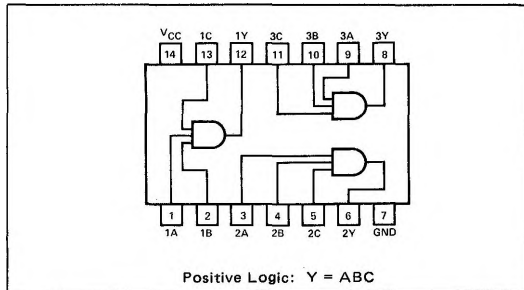 VCC 1C 1Y 3C 3B 3A 3Y
14 13 12 11 10 9 8
1 2 3 4 5 6 7
1A 1B 2A 2B 2C 2Y GND
Positive Logic: Y = ABC